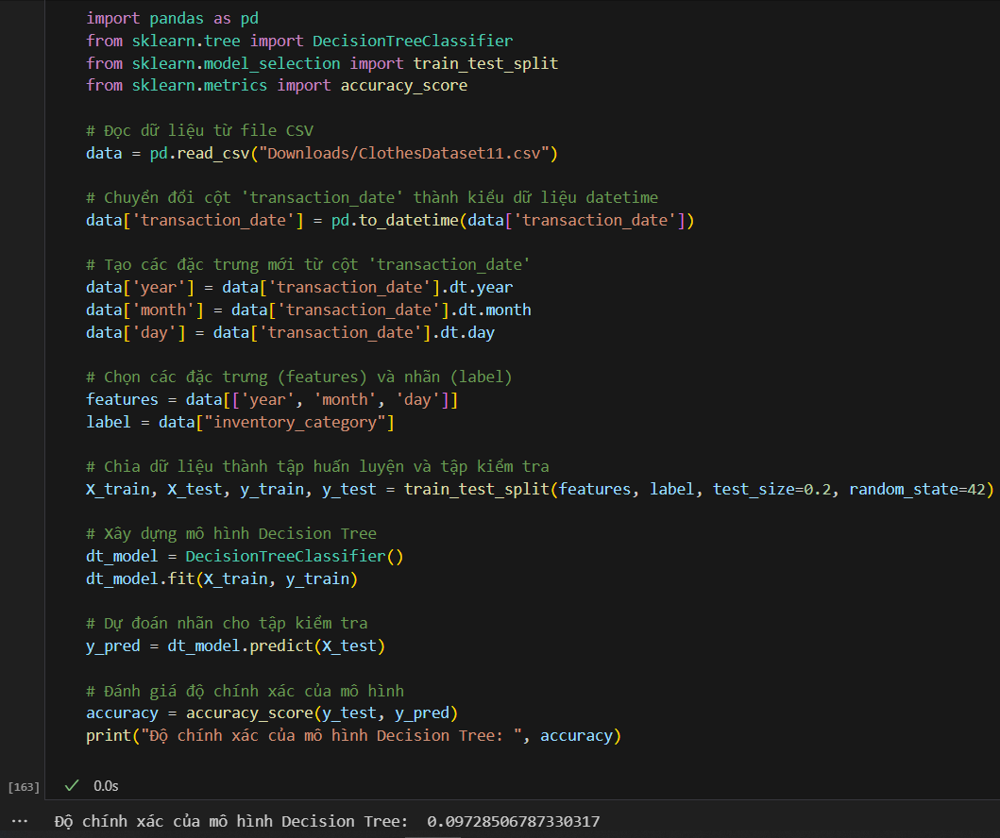 import pandas as pd
from sklearn.tree import DecisionTreeClassifier
from sklearn.model_selection import train_test_split
from sklearn.metrics import accuracy_score
# Đọc dữ liệu từ file CSV
data = pd.read_csv("Downloads/ClothesDataset11.csv")
# Chuyển đổi cột 'transaction_date' thành kiểu dữ liệu datetime
data['transaction_date'] = pd.to_datetime(data['transaction_date'])
# Tạo các đặc trưng mới từ cột 'transaction_date'
data['year'] = data['transaction_date'].dt.year
data['month'] = data['transaction_date'].dt.month
data['day'] = data['transaction_date'].dt.day
# Chọn các đặc trưng (features) và nhãn (label)
features = data[['year', 'month', 'day']]
label = data["inventory_category"]
# Chia dữ liệu thành tập huấn luyện và tập kiểm tra
X_train, X_test, y_train, y_test = train_test_split(features, label, test_size=0.2, random_state=42)
# Xây dựng mô hình Decision Tree
dt_model = DecisionTreeClassifier()
dt_model.fit(X_train, y_train)
# Dự đoán nhãn cho tập kiểm tra
y_pred = dt_model.predict(X_test)
# Đánh giá độ chính xác của mô hình
accuracy = accuracy_score(y_test, y_pred)
print("Độ chính xác của mô hình Decision Tree: ", accuracy)
[163] ✓ 0.0s
··· Độ chính xác của mô hình Decision Tree:  0.09728506787330317